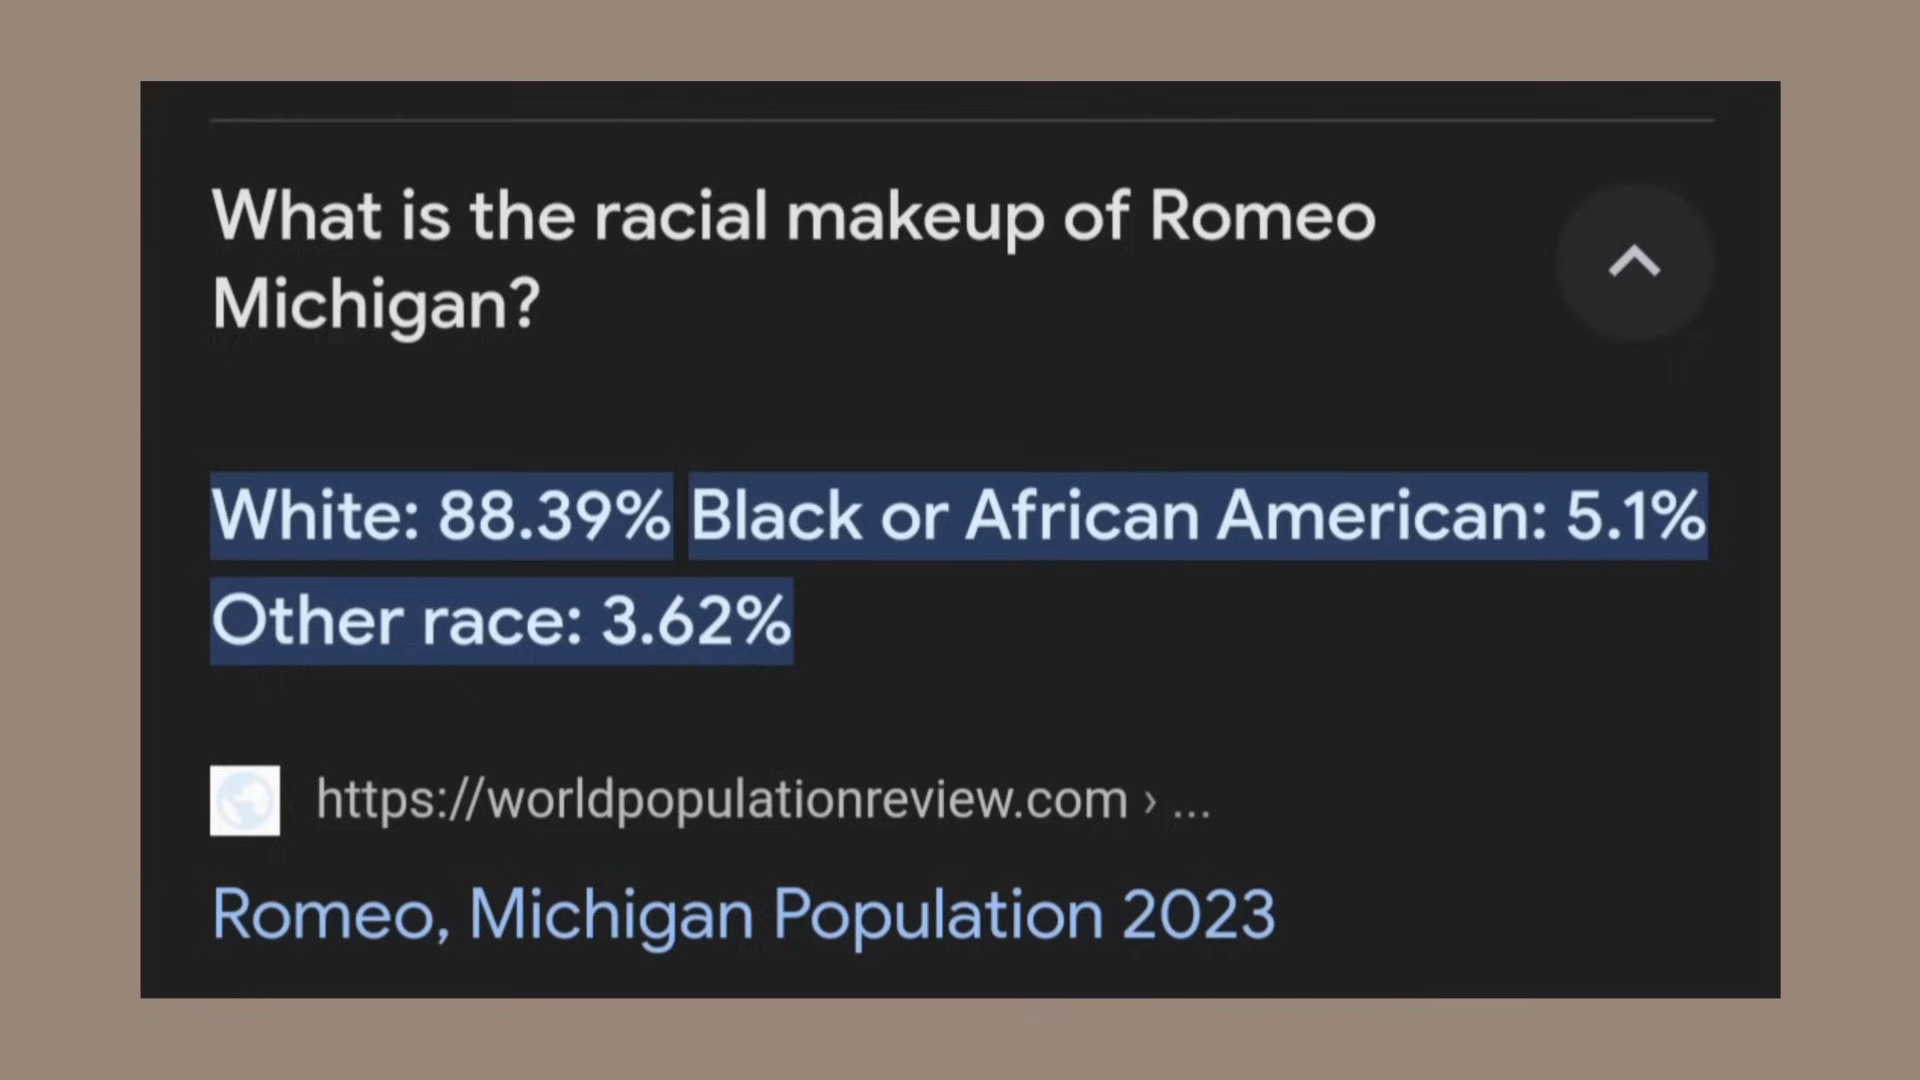 What is the racial makeup of Romeo
Michigan?
White: 88.39% Black or African American: 5.1%
Other race: 3.62%
https://worldpopulationreview.com › ...
Romeo, Michigan Population 2023